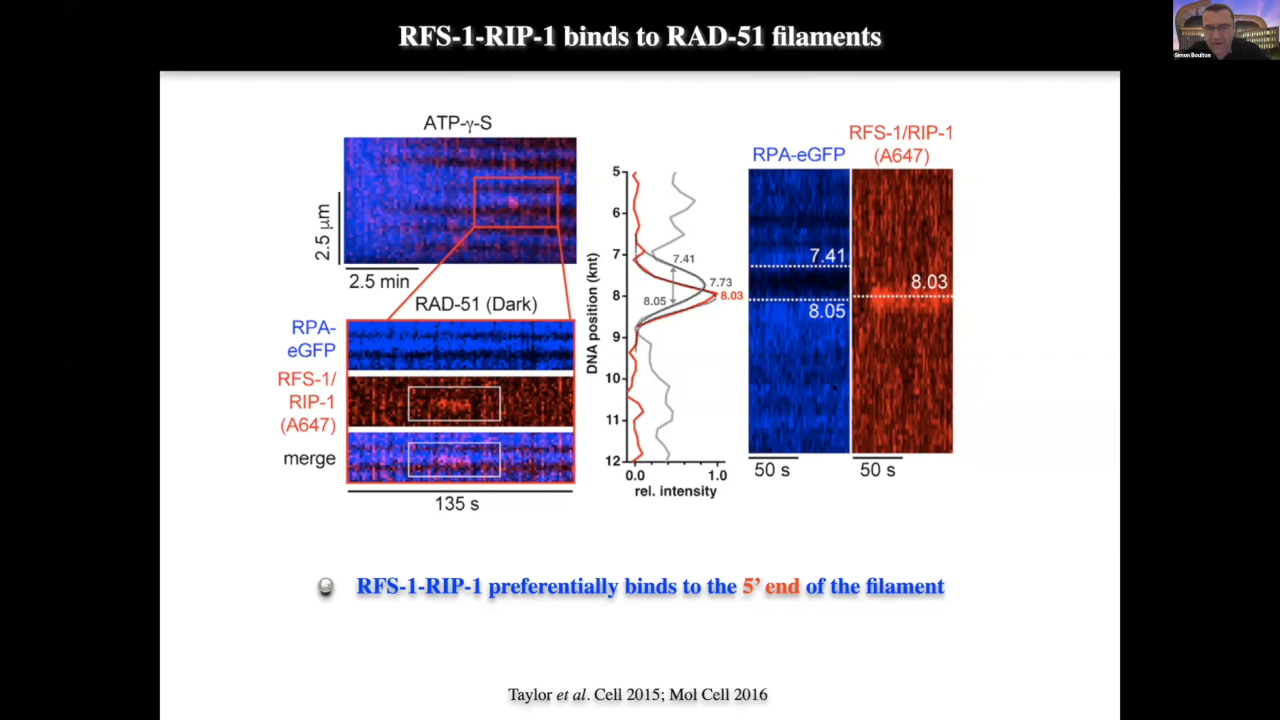 RFS-1-RIP-1 binds to RAD-51 filaments
Simon Boulton
ATP-γ-S
2.5 μm
2.5 min
RAD-51 (Dark)
RPA-
eGFP
RFS-1/
RIP-1
(A647)
merge
135 s
DNA position (knt)
5
6
7
8
9
10
11
12
0.0
1.0
rel. intensity
7.41
7.73
8.05
8.03
RPA-eGFP
RFS-1/RIP-1
(A647)
7.41
8.05
8.03
50 s
50 s
RFS-1-RIP-1 preferentially binds to the 5’ end of the filament
Taylor et al. Cell 2015; Mol Cell 2016